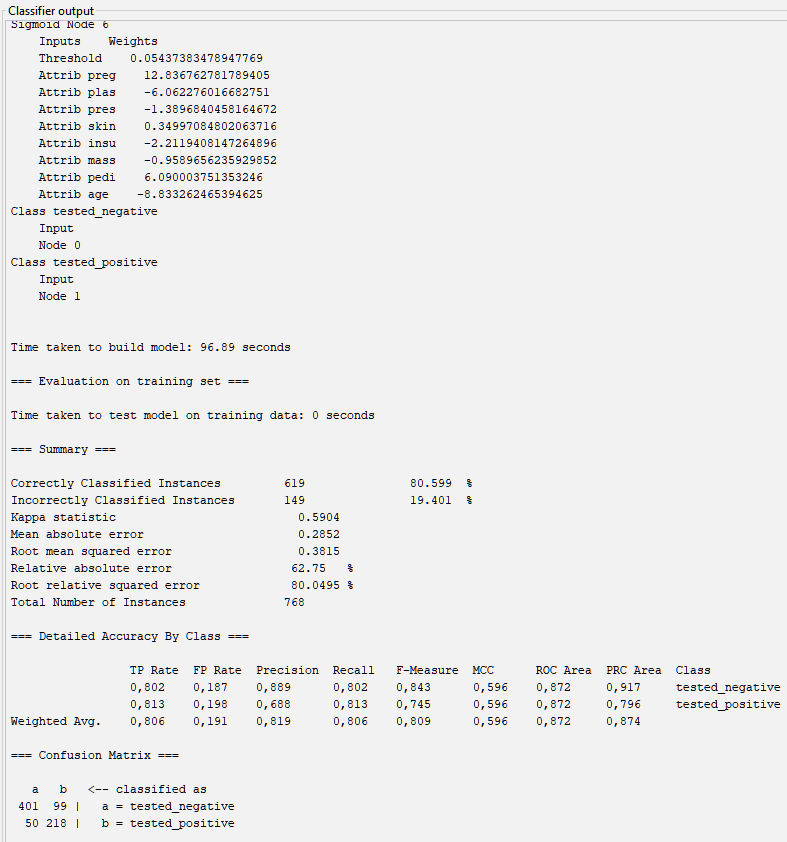 Classifier output
Sigmoid Node 6
    Inputs    Weights
    Threshold    0.05437383478947769
    Attrib preg    12.836762781789405
    Attrib plas    -6.062276016682751
    Attrib pres    -1.3896840458164672
    Attrib skin    0.34997084802063716
    Attrib insu    -2.2119408147264896
    Attrib mass    -0.9589656235929852
    Attrib pedi    6.090003751353246
    Attrib age    -8.833262465394625
Class tested_negative
    Input
    Node 0
Class tested_positive
    Input
    Node 1
Time taken to build model: 96.89 seconds
=== Evaluation on training set ===
Time taken to test model on training data: 0 seconds
=== Summary ===
Correctly Classified Instances         619               80.599  %
Incorrectly Classified Instances       149               19.401  %
Kappa statistic                          0.5904
Mean absolute error                      0.2852
Root mean squared error                  0.3815
Relative absolute error                 62.75   %
Root relative squared error             80.0495 %
Total Number of Instances              768
=== Detailed Accuracy By Class ===
                 TP Rate  FP Rate  Precision  Recall   F-Measure  MCC      ROC Area  PRC Area  Class
                 0,802    0,187    0,889      0,802    0,843      0,596    0,872     0,917     tested_negative
                 0,813    0,198    0,688      0,813    0,745      0,596    0,872     0,796     tested_positive
Weighted Avg.    0,806    0,191    0,819      0,806    0,809      0,596    0,872     0,874
=== Confusion Matrix ===
   a   b   <-- classified as
 401  99 |   a = tested_negative
  50 218 |   b = tested_positive